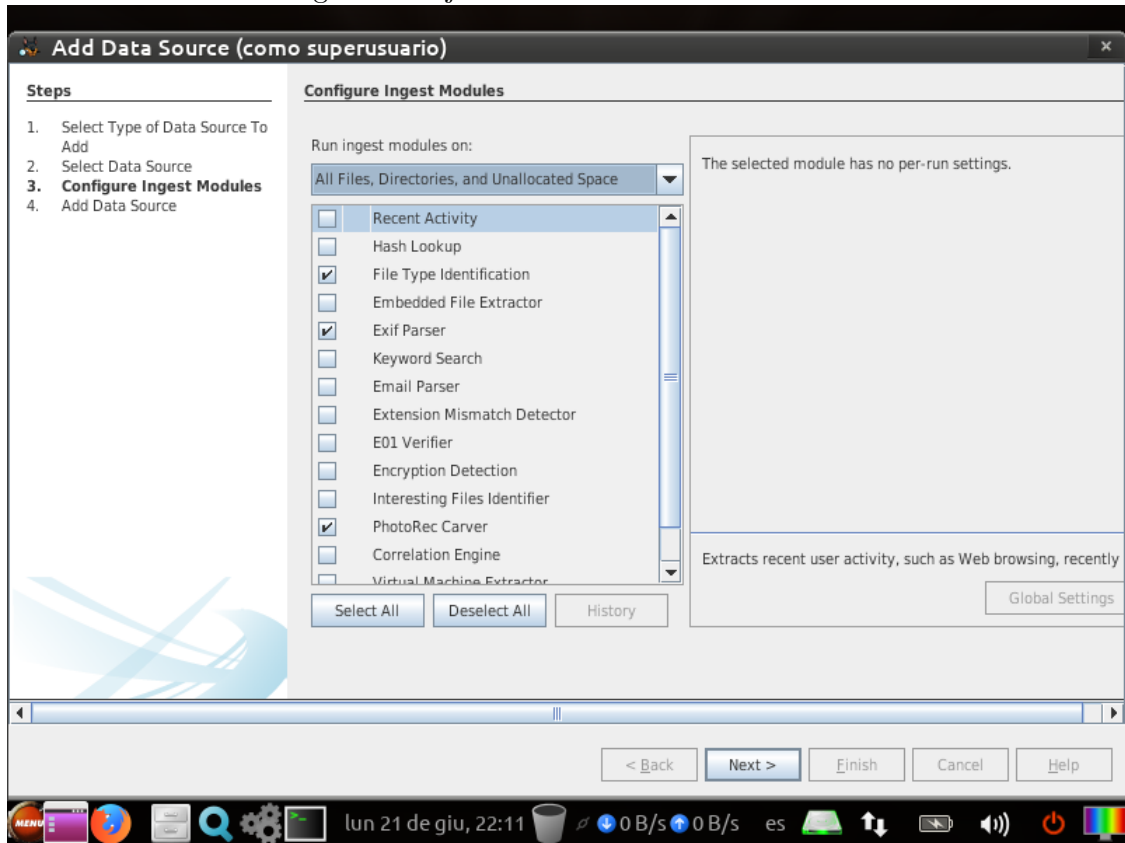 Add Data Source (como superusuario)
Steps
1. Select Type of Data Source To
Add
2. Select Data Source
3. Configure Ingest Modules
4. Add Data Source
Configure Ingest Modules
Run ingest modules on:
All Files, Directories, and Unallocated Space
Recent Activity
Hash Lookup
File Type Identification
Embedded File Extractor
Exif Parser
Keyword Search
Email Parser
Extension Mismatch Detector
E01 Verifier
Encryption Detection
Interesting Files Identifier
PhotoRec Carver
Correlation Engine
Virtual Machine Extractor
Select All Deselect All History
The selected module has no per-run settings.
Extracts recent user activity, such as Web browsing, recently
Global Settings
< Back Next > Finish Cancel Help
MENU lun 21 de giu, 22:11 0 B/s 0 B/s es